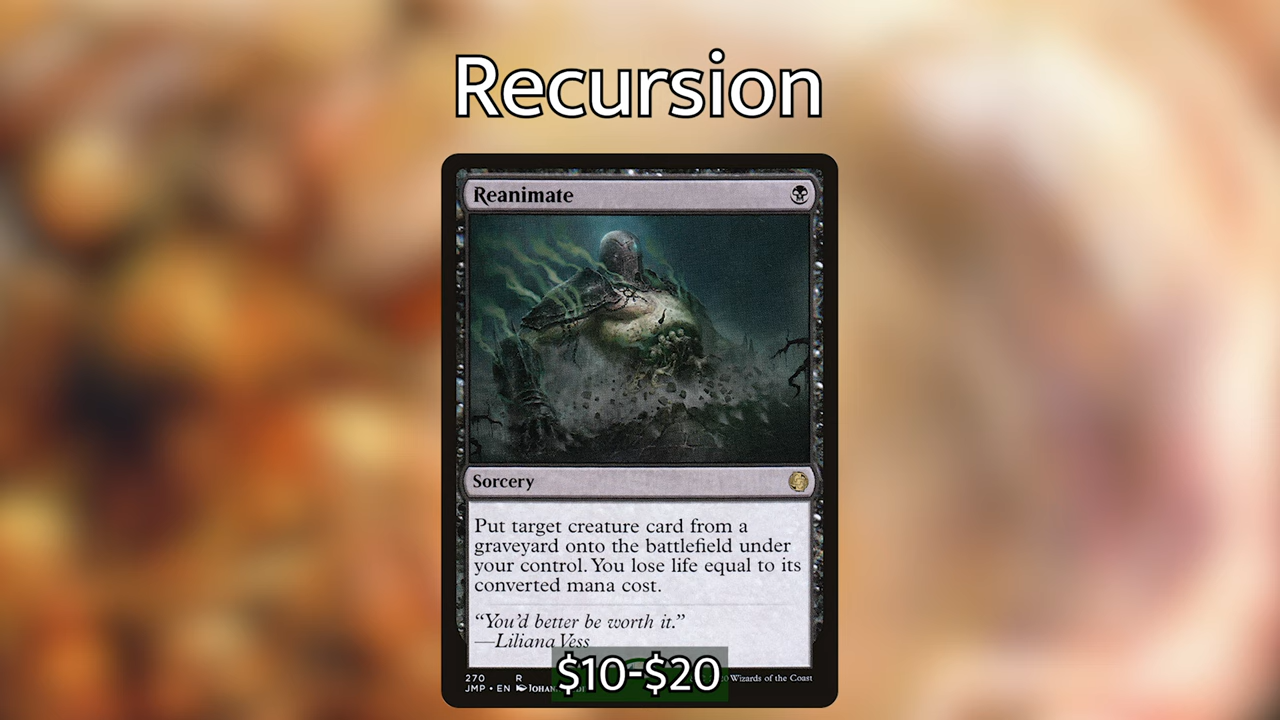 Recursion
Reanimate
Sorcery
Put target creature card from a
graveyard onto the battlefield under
your control. You lose life equal to its
converted mana cost.
“You’d better be worth it.”
—Liliana Vess
$10-$20
270 R
JMP • EN
Wizards of the Coast